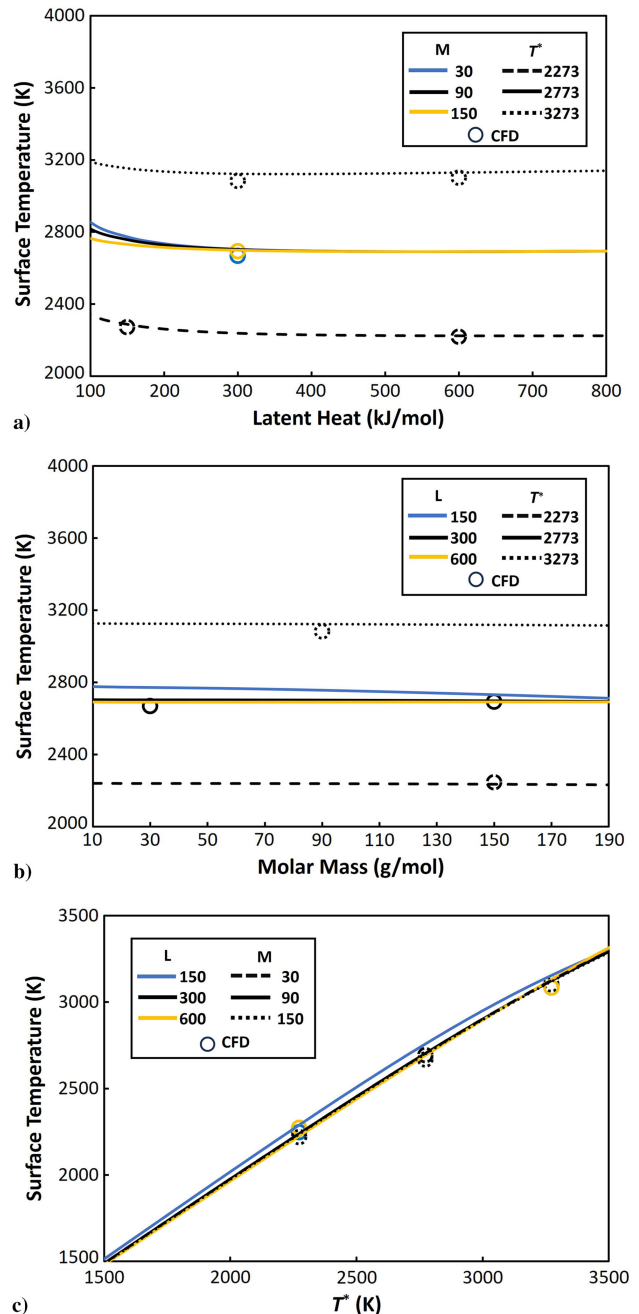 4000
3600
3200
2800
2400
2000
Surface Temperature (K)
M T*
30 2273
90 2773
150 3273
CFD
100 200 300 400 500 600 700 800
Latent Heat (kJ/mol)
a)
4000
3600
3200
2800
2400
2000
Surface Temperature (K)
L T*
150 2273
300 2773
600 3273
CFD
10 30 50 70 90 110 130 150 170 190
Molar Mass (g/mol)
b)
3500
3000
2500
2000
1500
Surface Temperature (K)
L M
150 30
300 90
600 150
CFD
1500 2000 2500 3000 3500
T* (K)
c)